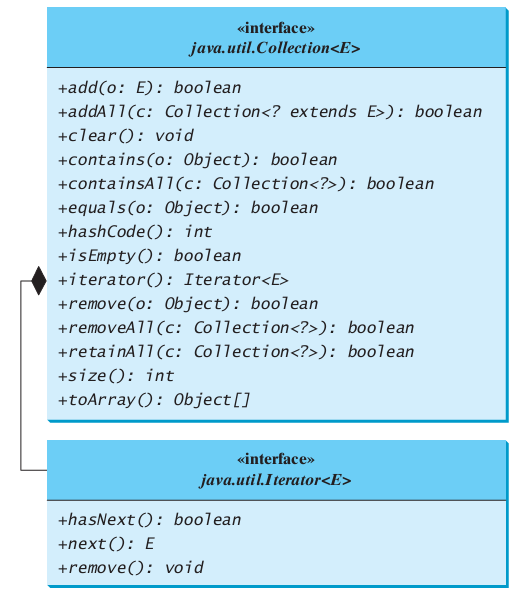 «interface»
java.util.Collection<E>
+add(o: E): boolean
+addAll(c: Collection<? extends E>): boolean
+clear(): void
+contains(o: Object): boolean
+containsAll(c: Collection<?>): boolean
+equals(o: Object): boolean
+hashCode(): int
+isEmpty(): boolean
+iterator(): Iterator<E>
+remove(o: Object): boolean
+removeAll(c: Collection<?>): boolean
+retainAll(c: Collection<?>): boolean
+size(): int
+toArray(): Object[]
«interface»
java.util.Iterator<E>
+hasNext(): boolean
+next(): E
+remove(): void